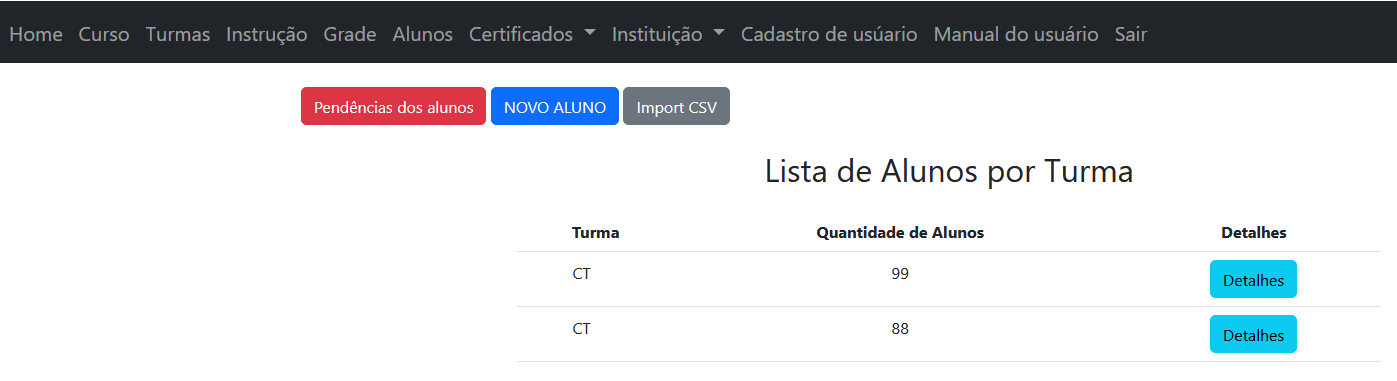 Home Curso Turmas Instrução Grade Alunos Certificados Instituição Cadastro de usúario Manual do usuário Sair
Pendências dos alunos NOVO ALUNO Import CSV
Lista de Alunos por Turma
Turma Quantidade de Alunos Detalhes
CT 99 Detalhes
CT 88 Detalhes